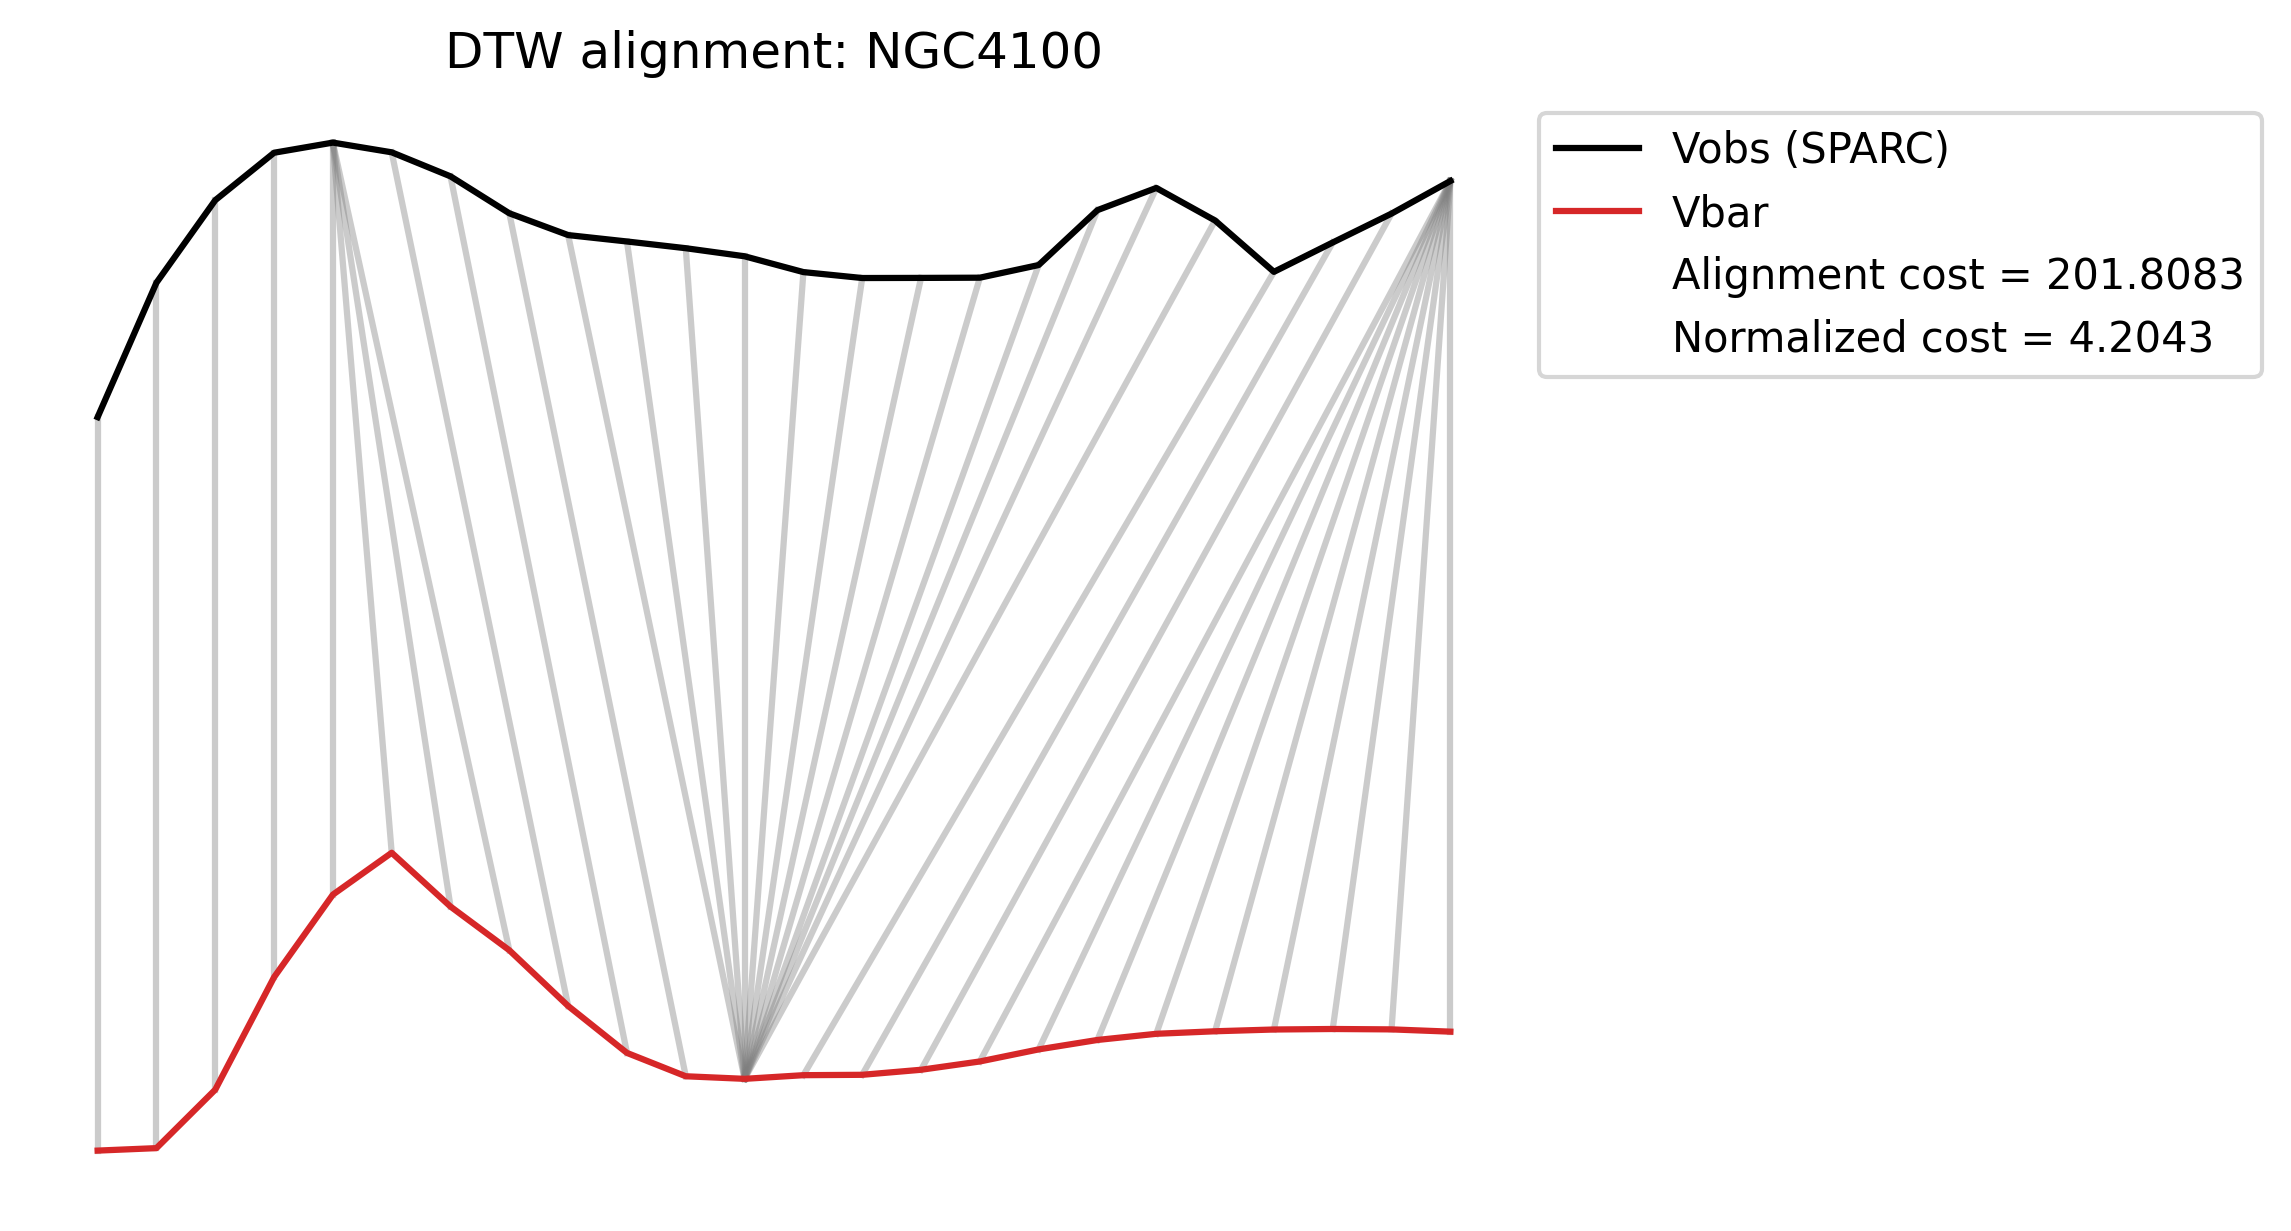 DTW alignment: NGC4100
Vobs (SPARC)
Vbar
Alignment cost = 201.8083
Normalized cost = 4.2043